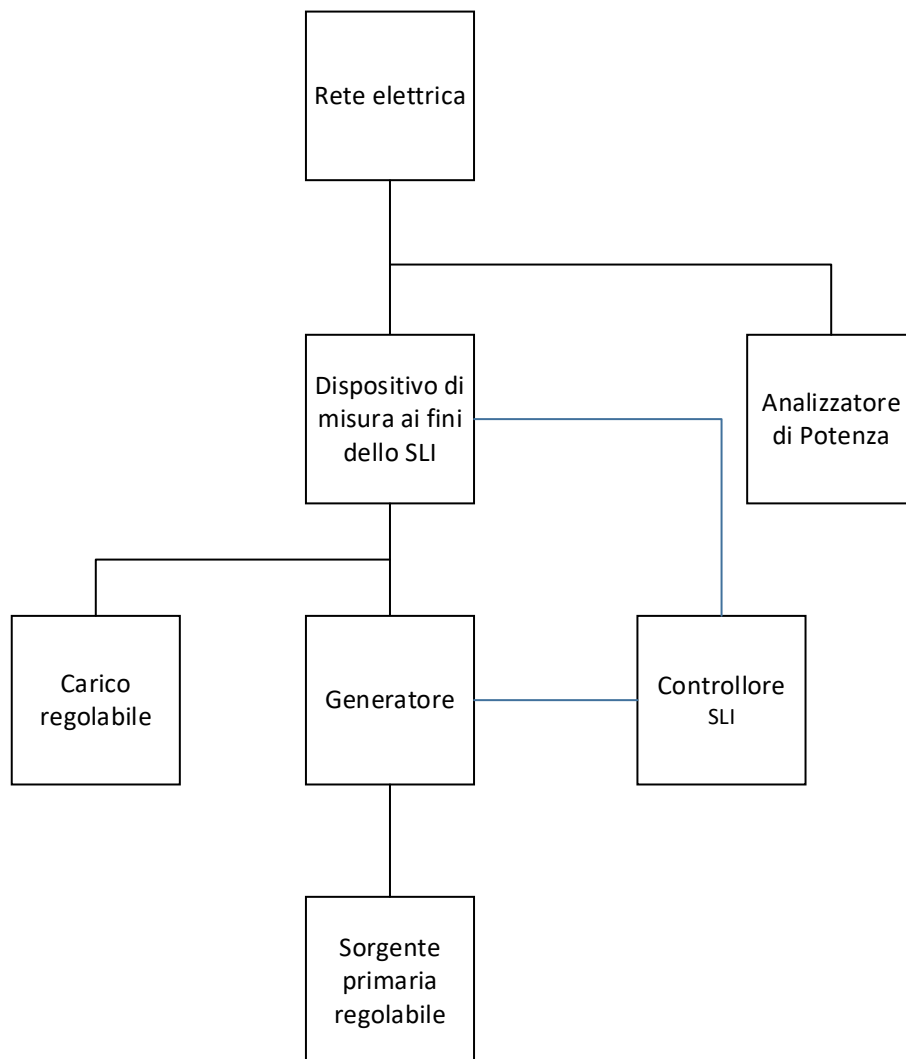 Rete elettrica
Dispositivo di
misura ai fini
dello SLI
Analizzatore
di Potenza
Carico
regolabile
Generatore
Controllore
SLI
Sorgente
primaria
regolabile